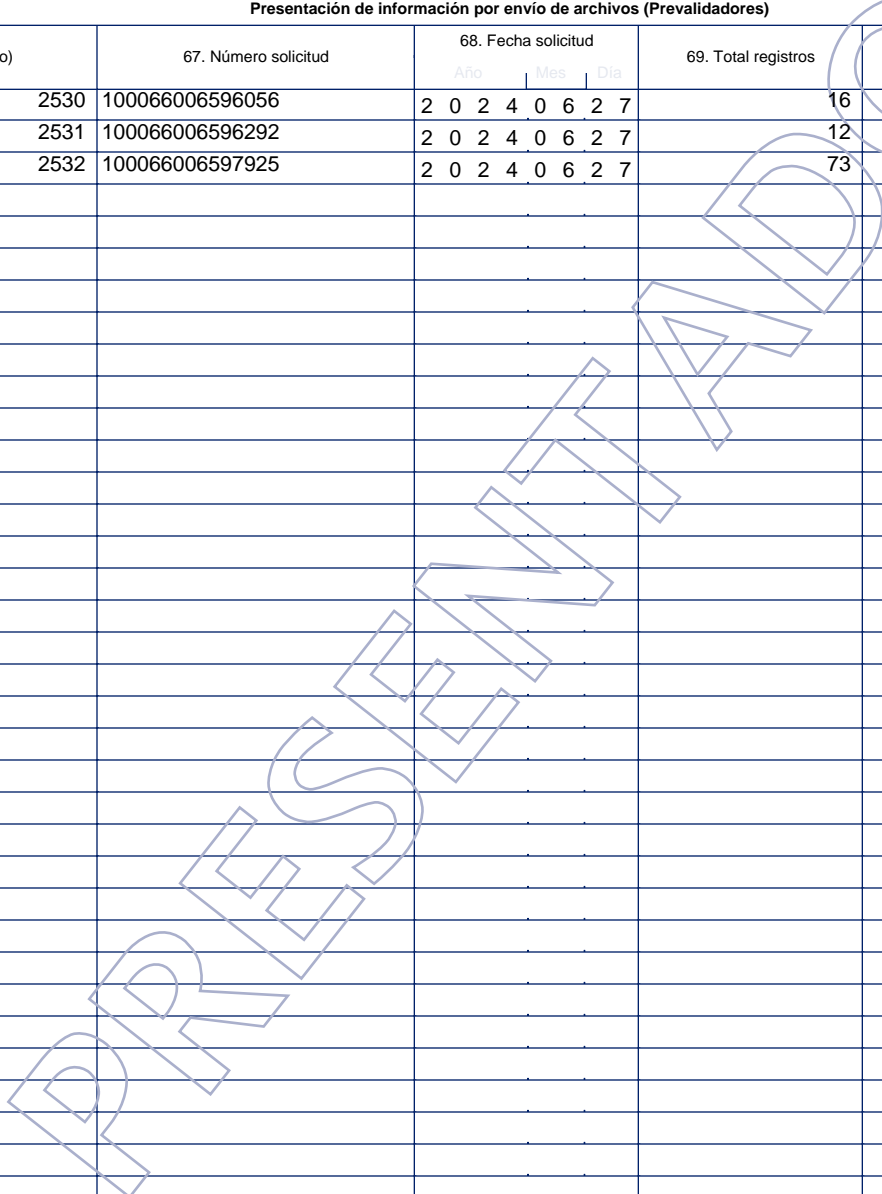 Presentación de información por envío de archivos (Prevalidadores)
o) 67. Número solicitud 68. Fecha solicitud 69. Total registros
Año Mes Día
2530 100066006596056 2 0 2 4 0 6 2 7 16
2531 100066006596292 2 0 2 4 0 6 2 7 12
2532 100066006597925 2 0 2 4 0 6 2 7 73
PRESENTADO